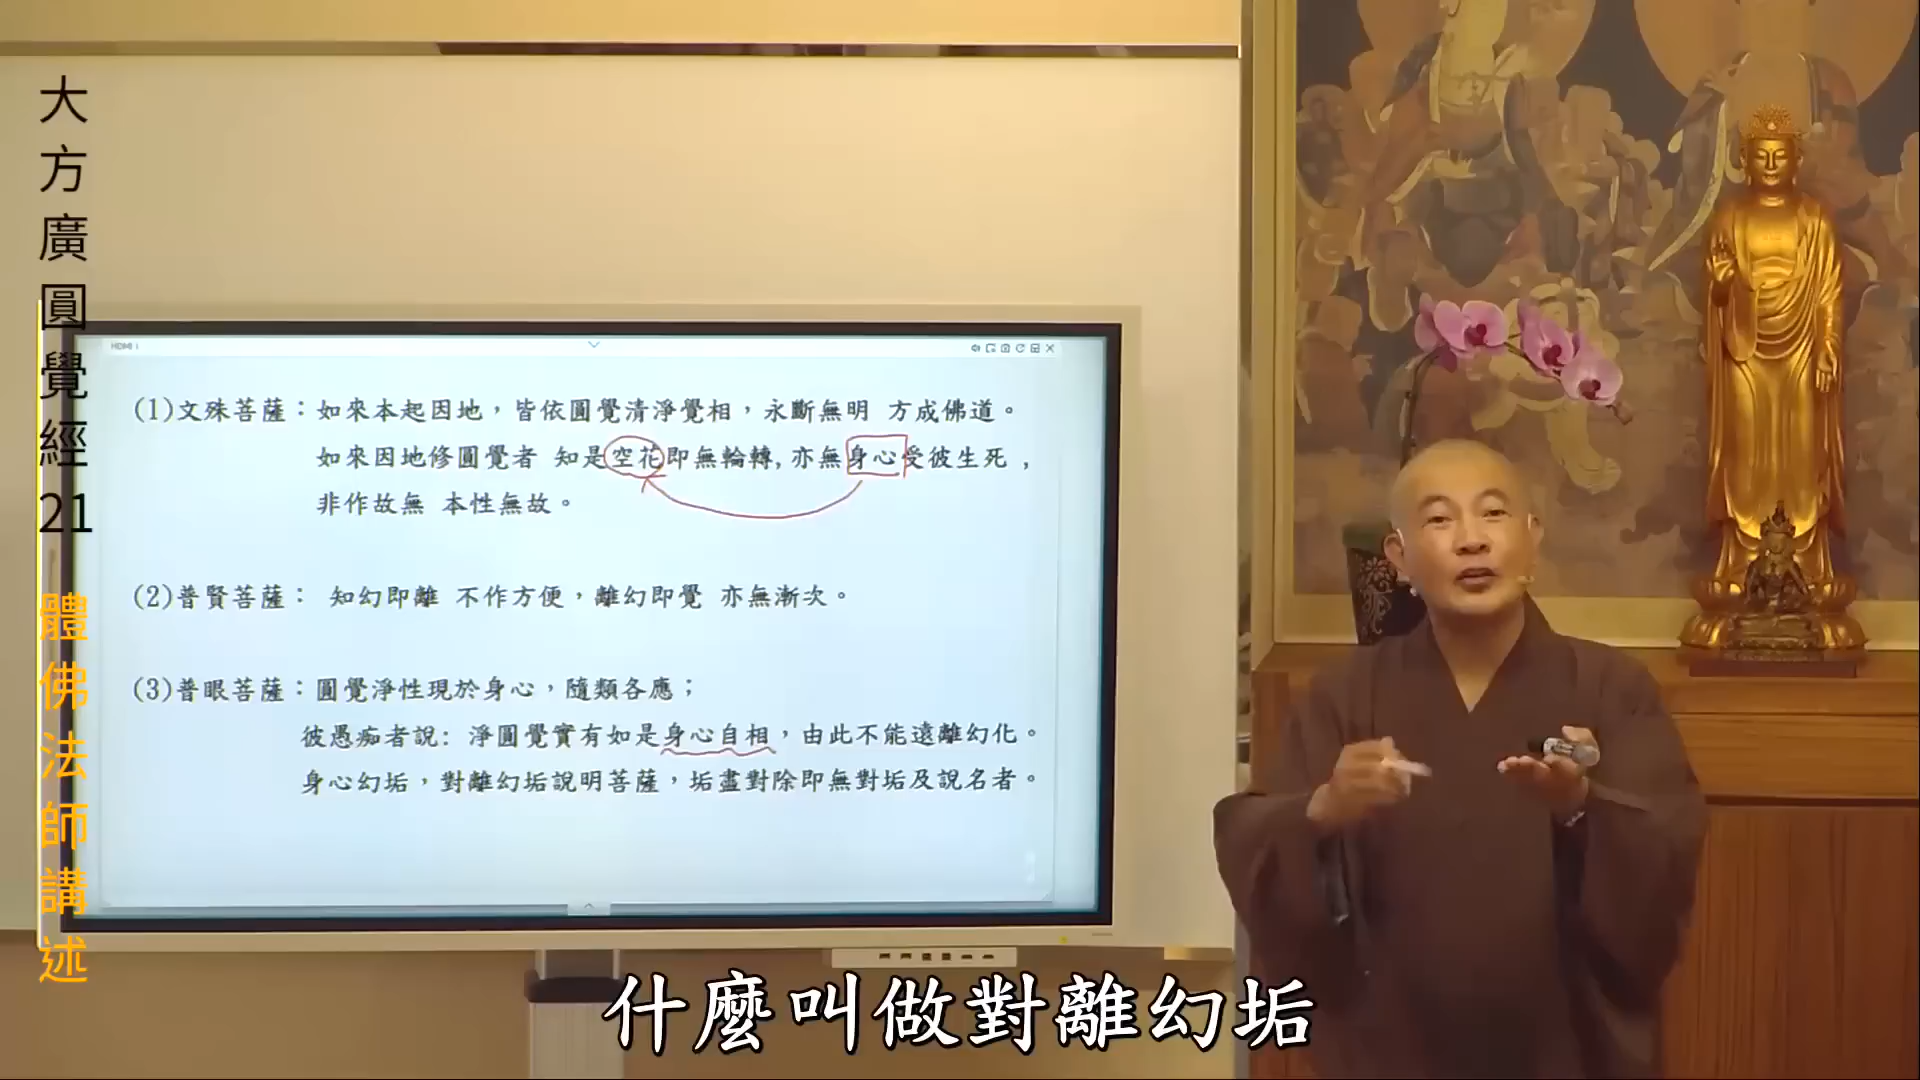 大方廣圓覺經21 體佛法師講述
HDMI 1
(1)文殊菩薩：如來本起因地，皆依圓覺清淨覺相，永斷無明 方成佛道。
如來因地修圓覺者 知是空花即無輪轉,亦無身心受彼生死，
非作故無 本性無故。
(2)普賢菩薩： 知幻即離 不作方便，離幻即覺 亦無漸次。
(3)普眼菩薩：圓覺淨性現於身心，隨類各應；
彼愚痴者說: 淨圓覺實有如是身心自相，由此不能遠離幻化。
身心幻垢，對離幻垢說明菩薩，垢盡對除即無對垢及說名者。
什麼叫做對離幻垢